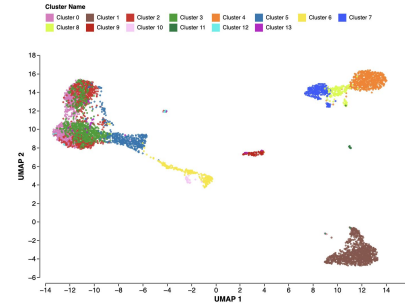 Cluster Name
Cluster 0 Cluster 1 Cluster 2 Cluster 3 Cluster 4 Cluster 5 Cluster 6 Cluster 7
Cluster 8 Cluster 9 Cluster 10 Cluster 11 Cluster 12 Cluster 13
18
16
14
12
10
8
6
4
2
0
−2
−4
−6
UMAP 2
−14 −12 −10 −8 −6 −4 −2 0 2 4 6 8 10 12 14
UMAP 1